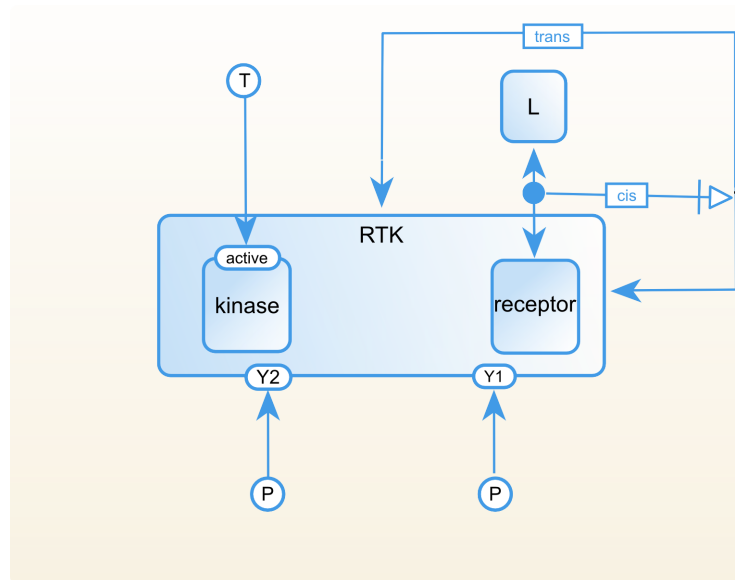 trans
T
L
cis
RTK
active
kinase
receptor
Y2
Y1
P
P